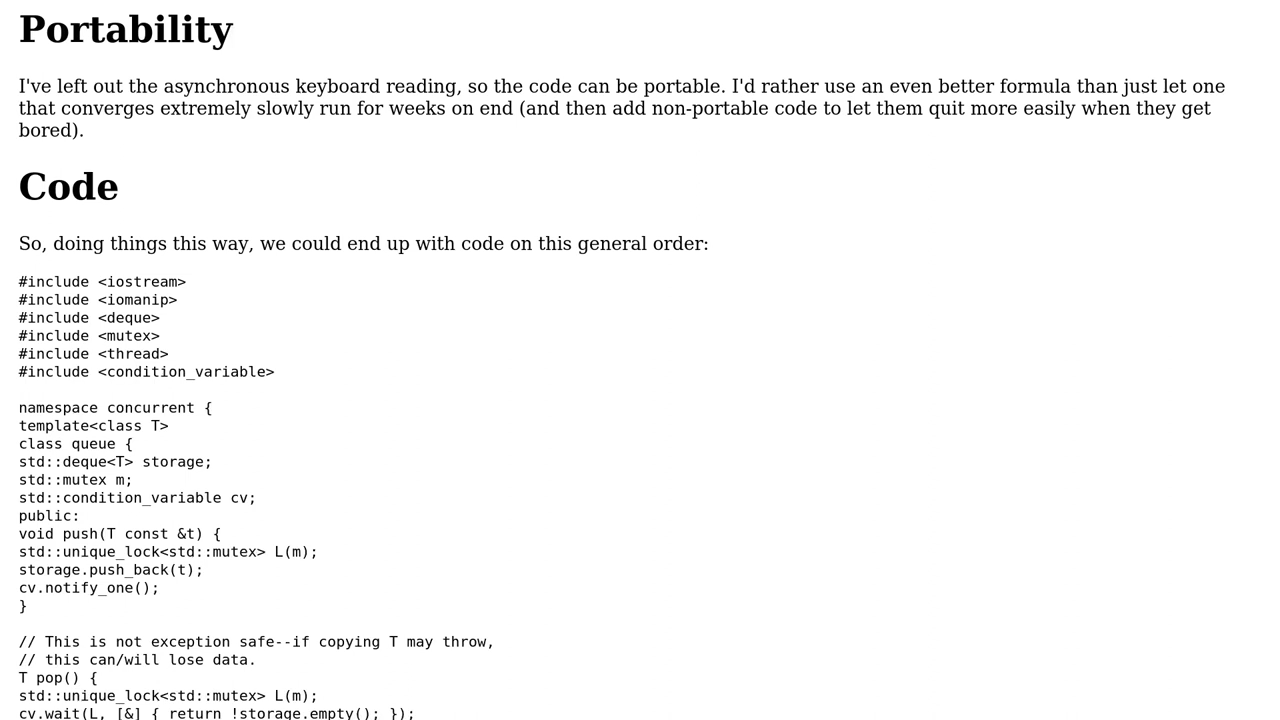 Portability
I've left out the asynchronous keyboard reading, so the code can be portable. I'd rather use an even better formula than just let one
that converges extremely slowly run for weeks on end (and then add non-portable code to let them quit more easily when they get
bored).
Code
So, doing things this way, we could end up with code on this general order:
#include <iostream>
#include <iomanip>
#include <deque>
#include <mutex>
#include <thread>
#include <condition_variable>
namespace concurrent {
template<class T>
class queue {
std::deque<T> storage;
std::mutex m;
std::condition_variable cv;
public:
void push(T const &t) {
std::unique_lock<std::mutex> L(m);
storage.push_back(t);
cv.notify_one();
}
// This is not exception safe--if copying T may throw,
// this can/will lose data.
T pop() {
std::unique_lock<std::mutex> L(m);
cv.wait(L, [&] { return !storage.empty(); });